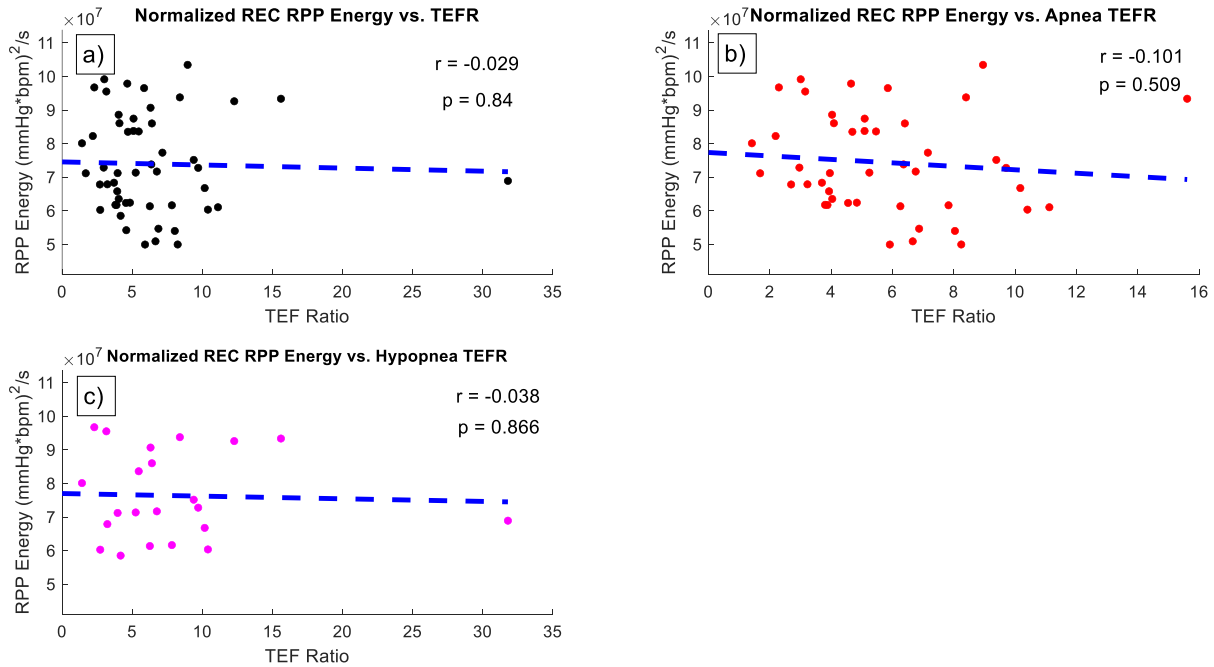 Normalized REC RPP Energy vs. TEFR
×10^7
a)
r = -0.029
p = 0.84
11
10
9
8
7
6
5
RPP Energy (mmHg*bpm)^2/s
0 5 10 15 20 25 30 35
TEF Ratio
Normalized REC RPP Energy vs. Apnea TEFR
×10^7
b)
r = -0.101
p = 0.509
11
10
9
8
7
6
5
RPP Energy (mmHg*bpm)^2/s
0 2 4 6 8 10 12 14 16
TEF Ratio
Normalized REC RPP Energy vs. Hypopnea TEFR
×10^7
c)
r = -0.038
p = 0.866
11
10
9
8
7
6
5
RPP Energy (mmHg*bpm)^2/s
0 5 10 15 20 25 30 35
TEF Ratio